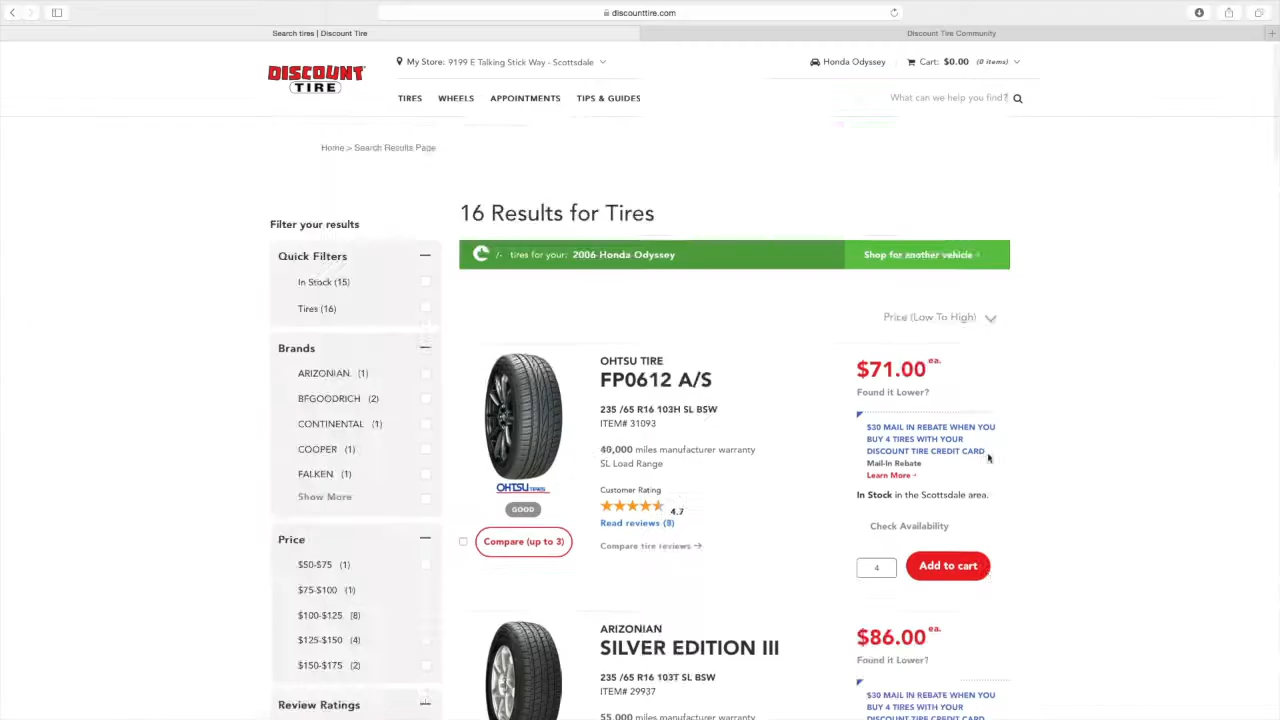 discounttire.com
Search tires | Discount Tire
Discount Tire Community
DISCOUNT
TIRE
My Store: 9199 E Talking Stick Way - Scottsdale
Honda Odyssey
Cart: $0.00 (0 items)
TIRES WHEELS APPOINTMENTS TIPS & GUIDES
What can we help you find?
Home > Search Results Page
Filter your results
Quick Filters
In Stock (15)
Tires (16)
Brands
ARIZONIAN. (1)
BFGOODRICH (2)
CONTINENTAL (1)
COOPER (1)
FALKEN (1)
Show More
Price
$50-$75 (1)
$75-$100 (1)
$100-$125 (8)
$125-$150 (4)
$150-$175 (2)
Review Ratings
16 Results for Tires
tires for your: 2006 Honda Odyssey
Shop for another vehicle
Price (Low To High)
OHTSU TIRES
GOOD
Compare (up to 3)
OHTSU TIRE
FP0612 A/S
235 /65 R16 103H SL BSW
ITEM# 31093
40,000 miles manufacturer warranty
SL Load Range
Customer Rating
4.7
Read reviews (8)
Compare tire reviews →
$71.00 ea.
Found it Lower?
$30 MAIL IN REBATE WHEN YOU
BUY 4 TIRES WITH YOUR
DISCOUNT TIRE CREDIT CARD
Mail-In Rebate
Learn More
In Stock in the Scottsdale area.
Check Availability
4
Add to cart
ARIZONIAN
SILVER EDITION III
235 /65 R16 103T SL BSW
ITEM# 29937
55,000 miles manufacturer warranty
$86.00 ea.
Found it Lower?
$30 MAIL IN REBATE WHEN YOU
BUY 4 TIRES WITH YOUR
DISCOUNT TIRE CREDIT CARD